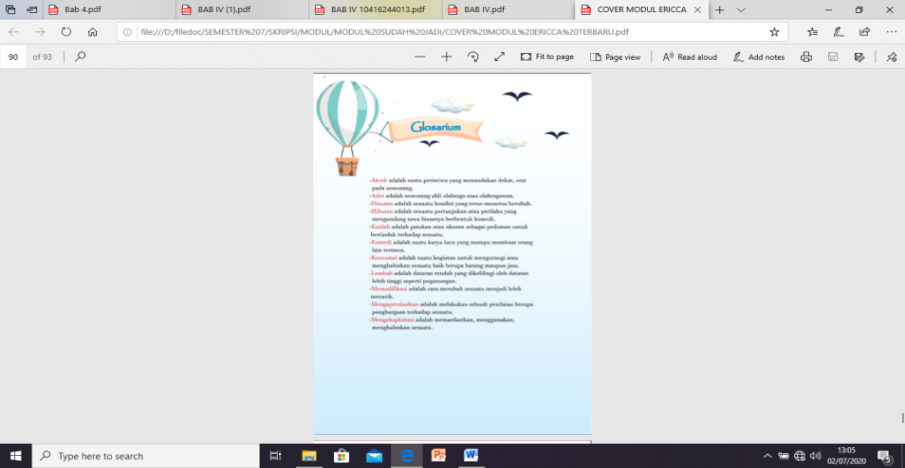 Bab 4.pdf
BAB IV (1).pdf
BAB IV 10416244013.pdf
BAB IV.pdf
COVER MODUL ERICCA
file:///D:/filedoc/SEMESTER%207/SKRIPSI/MODUL/MODUL%20SUDAH%20JADI/COVER%20MODUL%20ERICCA%20TERBARU.pdf
90 of 93
Fit to page
Page view
Read aloud
Add notes
Glosarium
-Akrab adalah suatu peristiwa yang menandakan dekat, erat
pada seseorang.
-Atlet adalah seseorang ahli olahraga atau olahragawan.
-Dinamis adalah sesuatu kondisi yang terus menerus berubah.
-Hiburan adalah sesuatu pertunjukan atau perilaku yang
mengundang tawa biasanya berbentuk komedi.
-Kaidah adalah patokan atau ukuran sebagai pedoman untuk
bertindak terhadap sesuatu.
-Komedi adalah suatu karya lucu yang mampu membuat orang
lain tertawa.
-Konsumsi adalah suatu kegiatan untuk mengurangi atau
menghabiskan sesuatu baik berupa barang maupun jasa.
-Lembah adalah dataran rendah yang dikelilingi oleh dataran
lebih tinggi seperti pegunungan.
-Memodifikasi adalah cara merubah sesuatu menjadi lebih
menarik.
-Mengapresiasikan adalah melakukan sebuah penilaian berupa
penghargaan terhadap sesuatu.
-Mengeksploitasi adalah memanfaatkan, menggunakan,
menghabiskan sesuatu.
Type here to search
13:05
02/07/2020